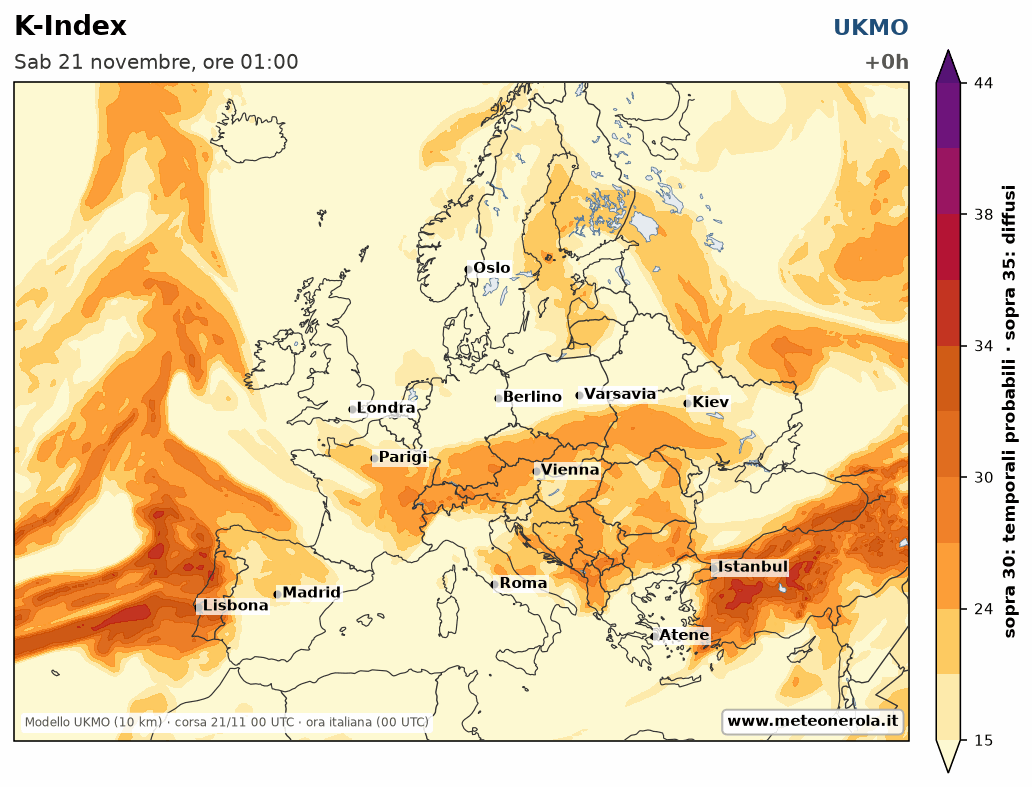 K-Index
UKMO
Sab 21 novembre, ore 01:00
+0h
44
38
34
30
24
15
sopra 30: temporali probabili · sopra 35: diffusi
Oslo
Londra
Berlino
Varsavia
Kiev
Parigi
Vienna
Istanbul
Roma
Madrid
Lisbona
Atene
Modello UKMO (10 km) · corsa 21/11 00 UTC · ora italiana (00 UTC)
www.meteonerola.it